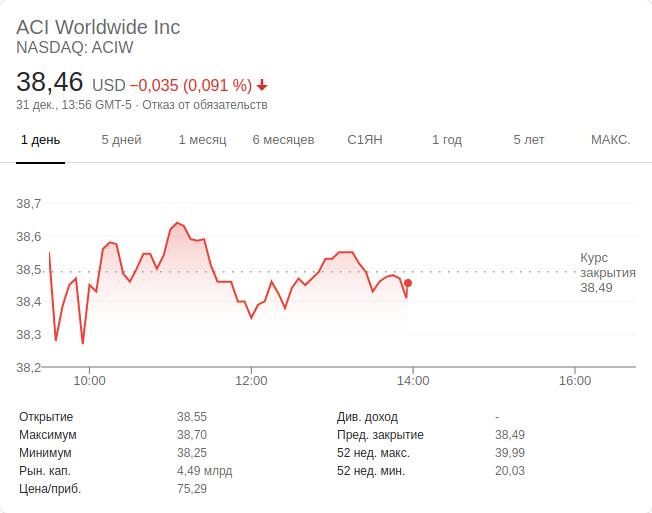 ACI Worldwide Inc
NASDAQ: ACIW
38,46 USD −0,035 (0,091 %)
31 дек., 13:56 GMT-5 · Отказ от обязательств
1 день 5 дней 1 месяц 6 месяцев С1ЯН 1 год 5 лет МАКС.
38,7
38,6
38,5
38,4
38,3
38,2
Курс
закрытия
38,49
10:00 12:00 14:00 16:00
Открытие 38,55
Максимум 38,70
Минимум 38,25
Рын. кап. 4,49 млрд
Цена/приб. 75,29
Див. доход -
Пред. закрытие 38,49
52 нед. макс. 39,99
52 нед. мин. 20,03